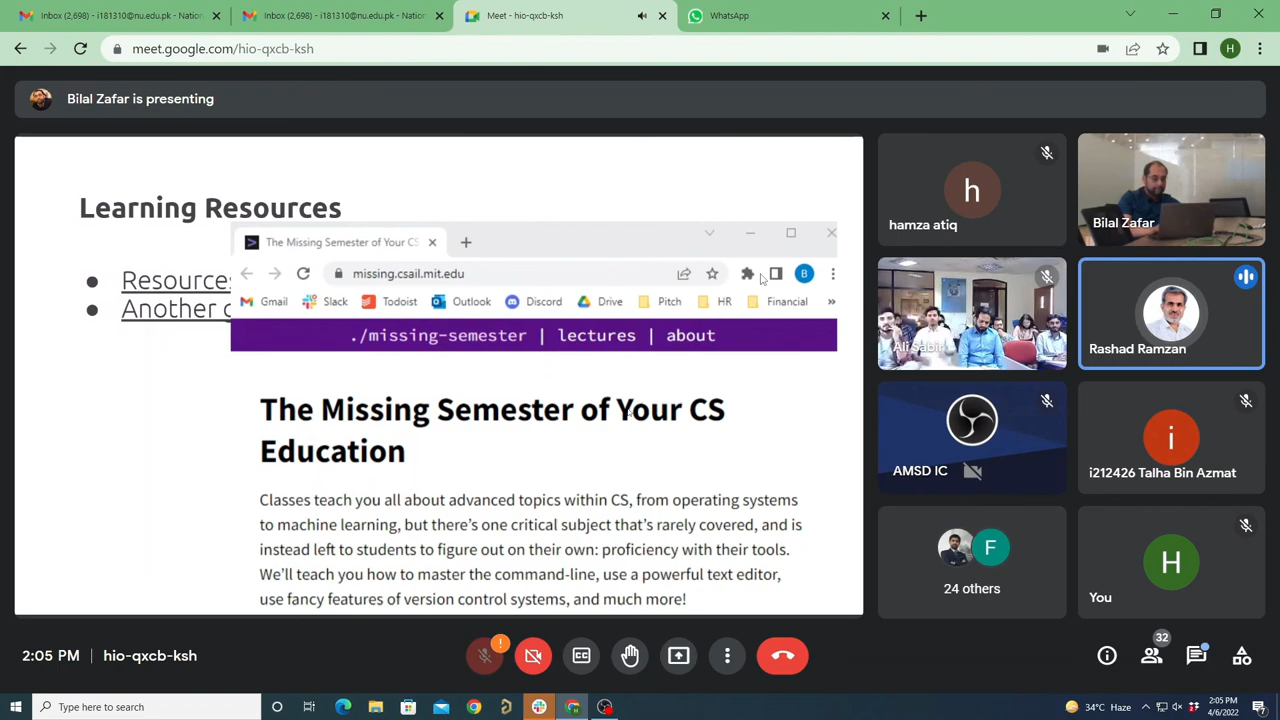 Inbox (2,698) - i181310@nu.edu.pk - Nation
Inbox (2,698) - i181310@nu.edu.pk - Nation
Meet - hio-qxcb-ksh
WhatsApp
meet.google.com/hio-qxcb-ksh
H
Bilal Zafar is presenting
Learning Resources
Resources
Another
The Missing Semester of Your CS
missing.csail.mit.edu
B
Gmail
Slack
Todoist
Outlook
Discord
Drive
Pitch
HR
Financial
»
./missing-semester | lectures | about
The Missing Semester of Your CS
Education
Classes teach you all about advanced topics within CS, from operating systems
to machine learning, but there's one critical subject that's rarely covered, and is
instead left to students to figure out on their own: proficiency with their tools.
We'll teach you how to master the command-line, use a powerful text editor,
use fancy features of version control systems, and much more!
h
hamza atiq
Bilal Zafar
Ali Sabir
Rashad Ramzan
AMSD IC
i
i212426 Talha Bin Azmat
F
24 others
H
You
2:05 PM | hio-qxcb-ksh
!
CC
32
Type here to search
34°C Haze
2:05 PM
4/6/2022
7